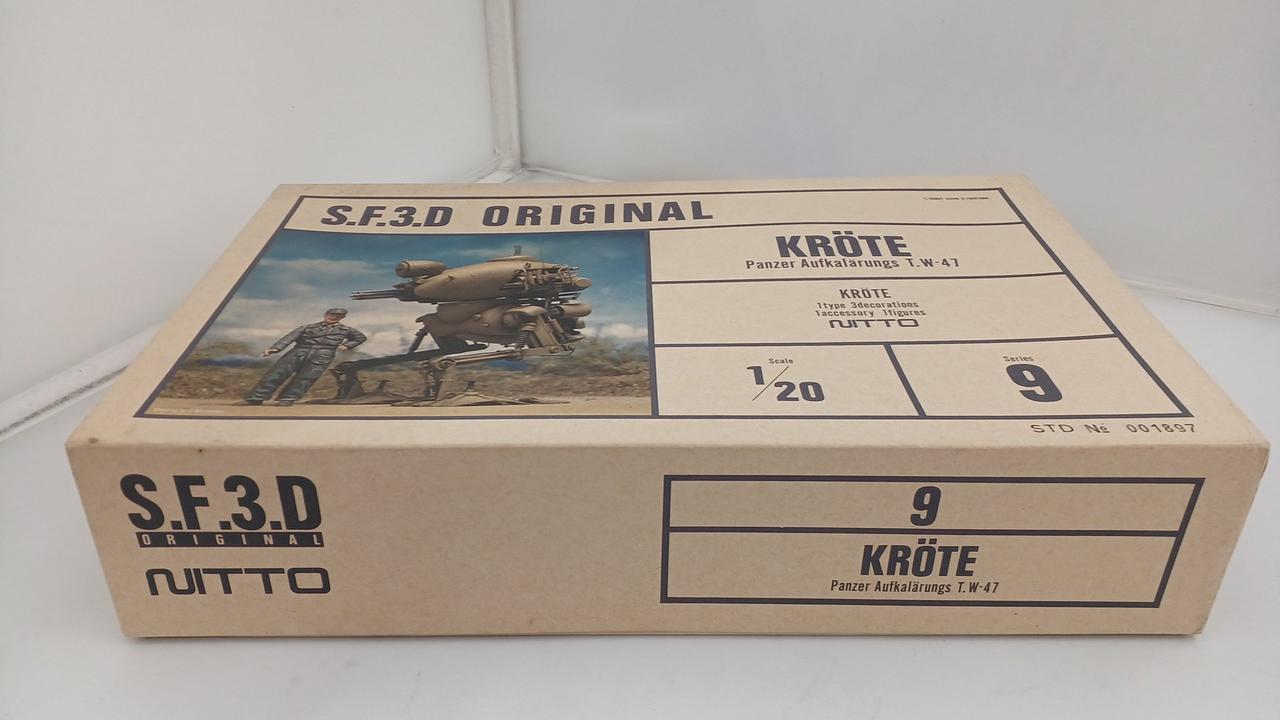 S.F.3.D ORIGINAL
KRÖTE
Panzer Aufkalärungs T.W-47
KRÖTE
1type 3decorations
1accessory 1figures
NITTO
Scale
1/20
Series
9
STD № 001897
S.F.3.D
ORIGINAL
NITTO
9
KRÖTE
Panzer Aufkalärungs T.W-47